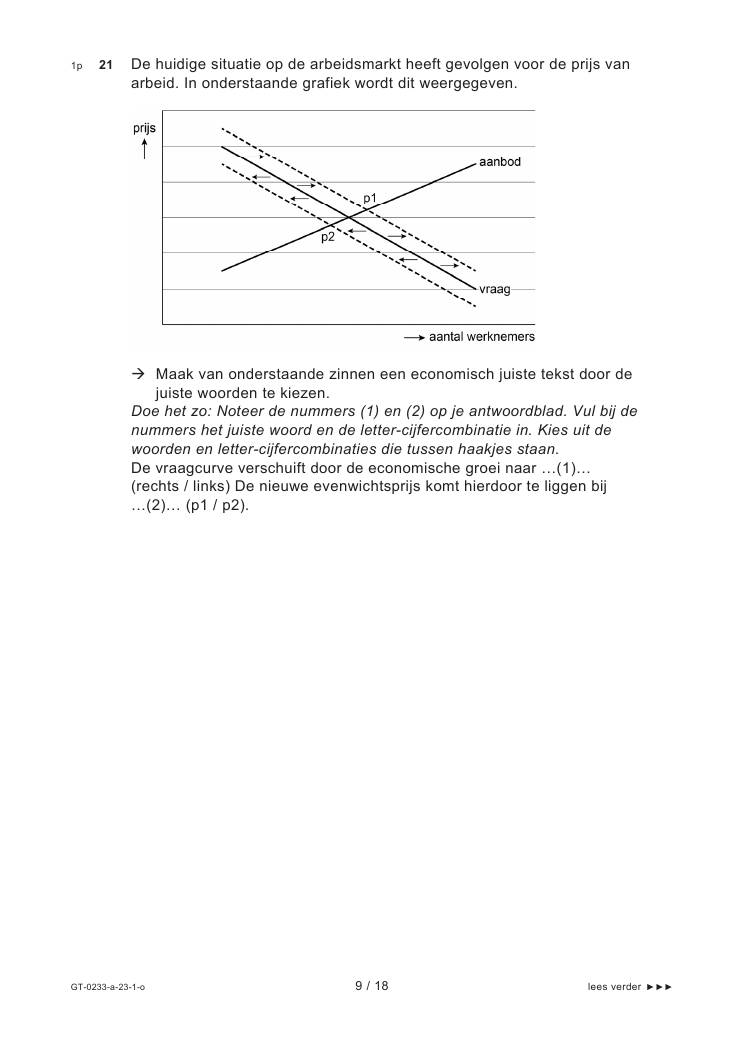 1p 21 De huidige situatie op de arbeidsmarkt heeft gevolgen voor de prijs van
arbeid. In onderstaande grafiek wordt dit weergegeven.
prijs
aanbod
p1
p2
vraag
aantal werknemers
→ Maak van onderstaande zinnen een economisch juiste tekst door de
juiste woorden te kiezen.
Doe het zo: Noteer de nummers (1) en (2) op je antwoordblad. Vul bij de
nummers het juiste woord en de letter-cijfercombinatie in. Kies uit de
woorden en letter-cijfercombinaties die tussen haakjes staan.
De vraagcurve verschuift door de economische groei naar …(1)…
(rechts / links) De nieuwe evenwichtsprijs komt hierdoor te liggen bij
…(2)… (p1 / p2).
GT-0233-a-23-1-o 9 / 18 lees verder ►►►